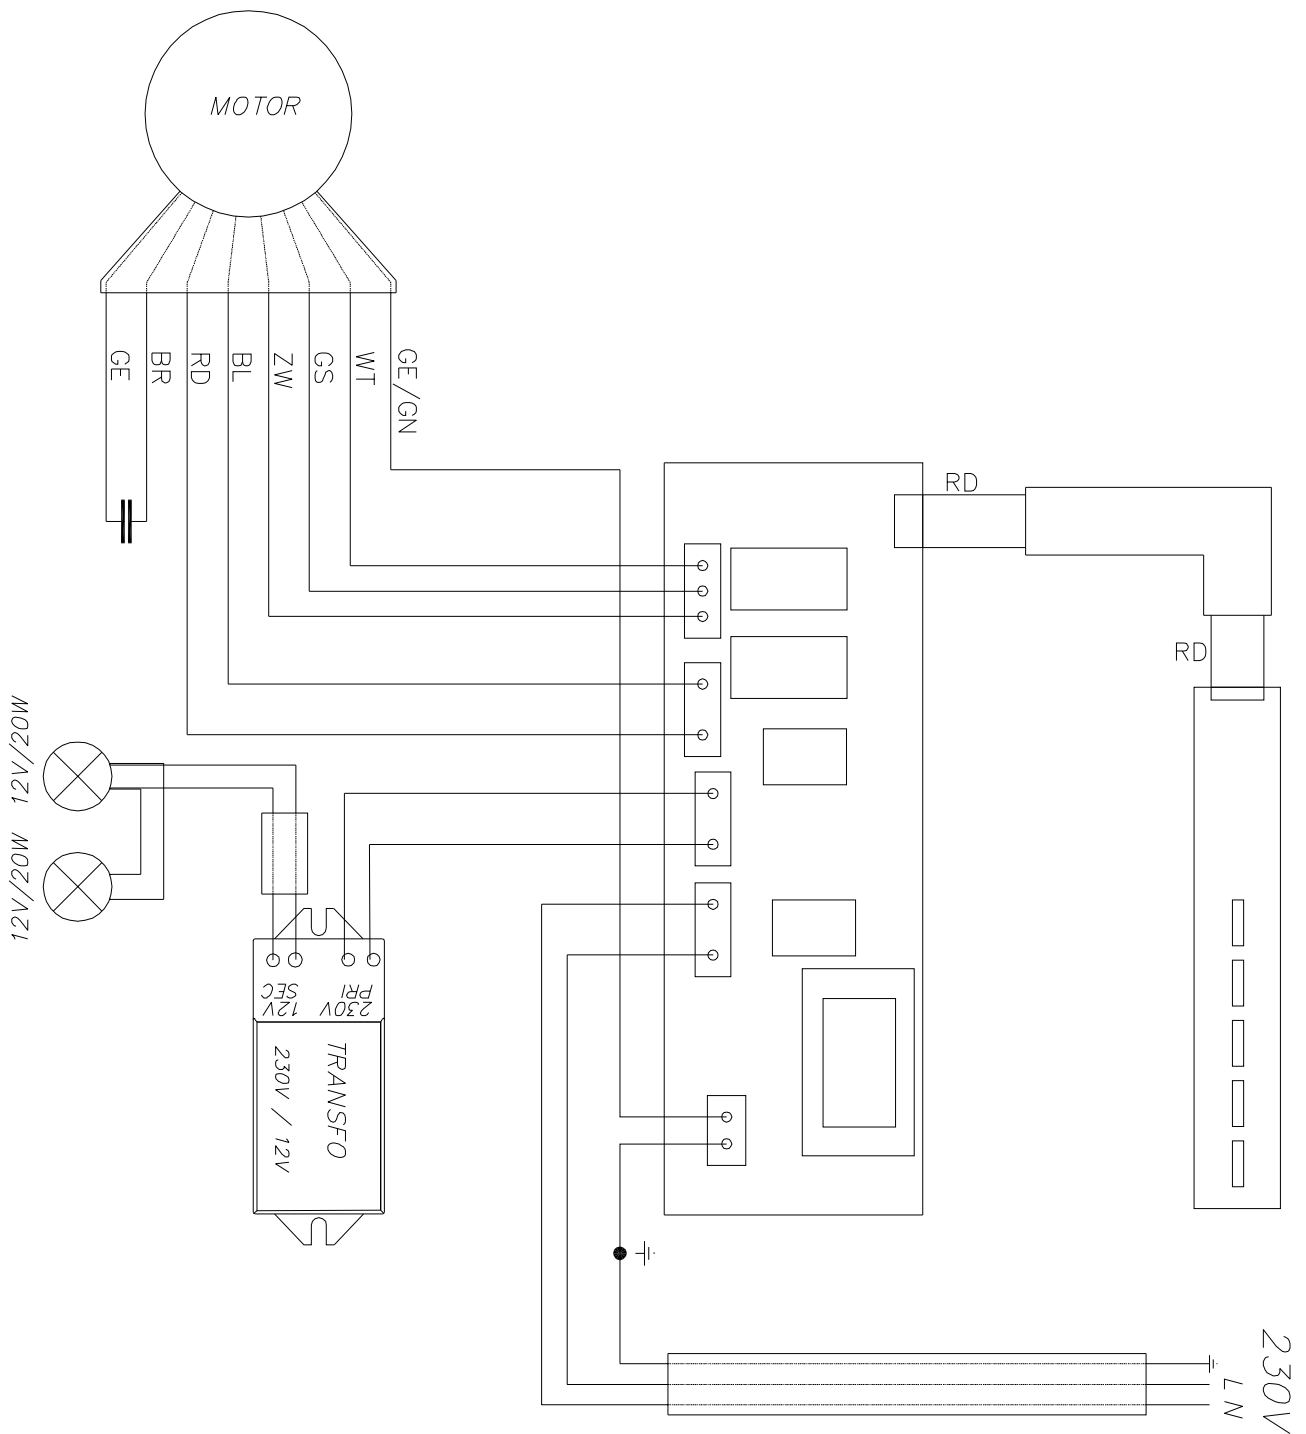 MOTOR
GE
BR
RD
BL
ZW
GS
WT
GE/GN
RD
RD
12V/20W
12V/20W
SEC
12V
PRI
230V
TRANSFO
230V / 12V
230V
L N